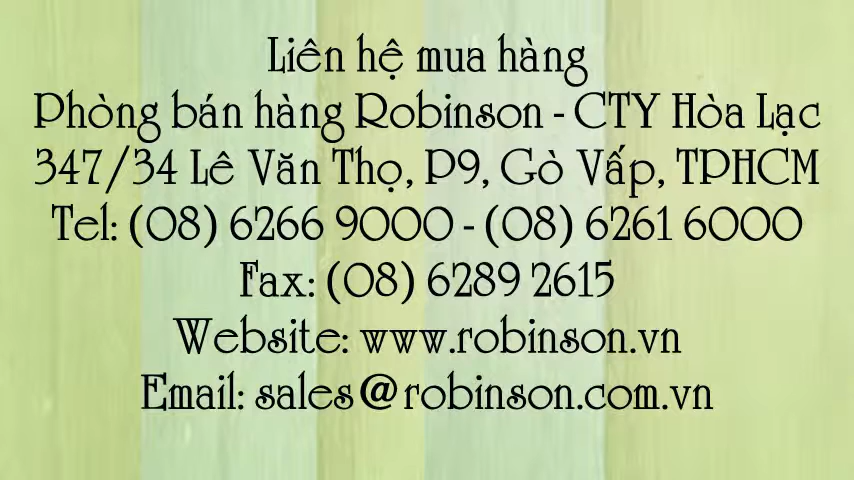 Liên hệ mua hàng
Phòng bán hàng Robinson - CTY Hòa Lạc
347/34 Lê Văn Thọ, P9, Gò Vấp, TPHCM
Tel: (08) 6266 9000 - (08) 6261 6000
Fax: (08) 6289 2615
Website: www.robinson.vn
Email: sales@robinson.com.vn